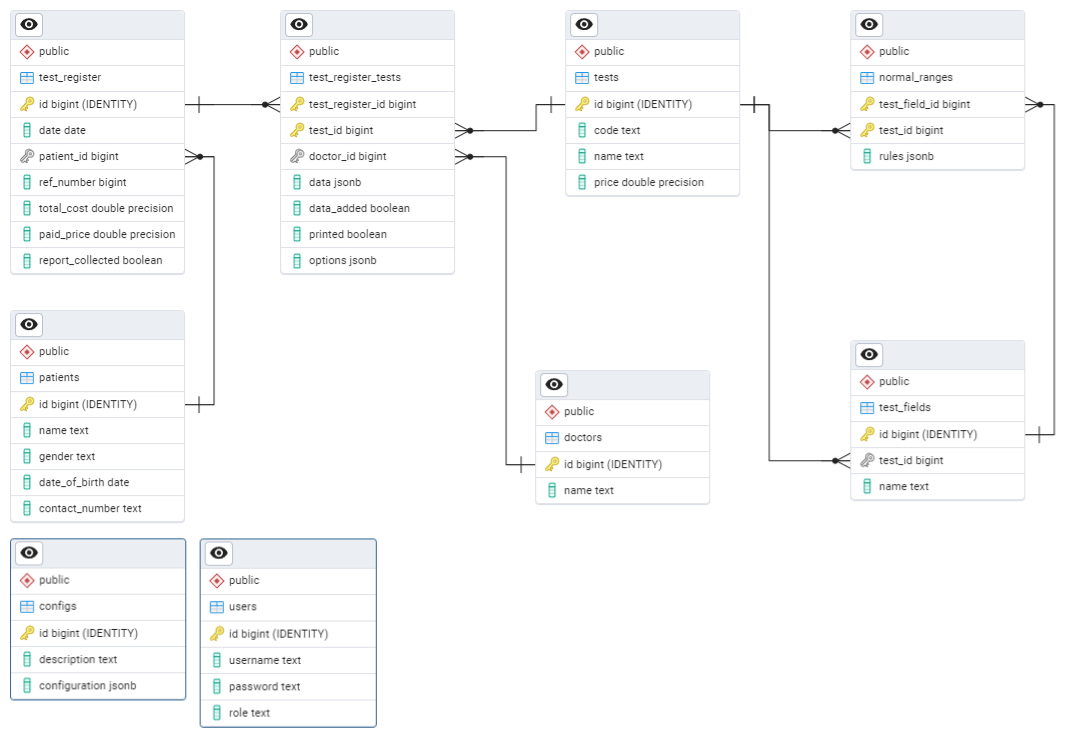 public
test_register
id bigint (IDENTITY)
date date
patient_id bigint
ref_number bigint
total_cost double precision
paid_price double precision
report_collected boolean
public
test_register_tests
test_register_id bigint
test_id bigint
doctor_id bigint
data jsonb
data_added boolean
printed boolean
options jsonb
public
tests
id bigint (IDENTITY)
code text
name text
price double precision
public
normal_ranges
test_field_id bigint
test_id bigint
rules jsonb
public
patients
id bigint (IDENTITY)
name text
gender text
date_of_birth date
contact_number text
public
doctors
id bigint (IDENTITY)
name text
public
test_fields
id bigint (IDENTITY)
test_id bigint
name text
public
configs
id bigint (IDENTITY)
description text
configuration jsonb
public
users
id bigint (IDENTITY)
username text
password text
role text